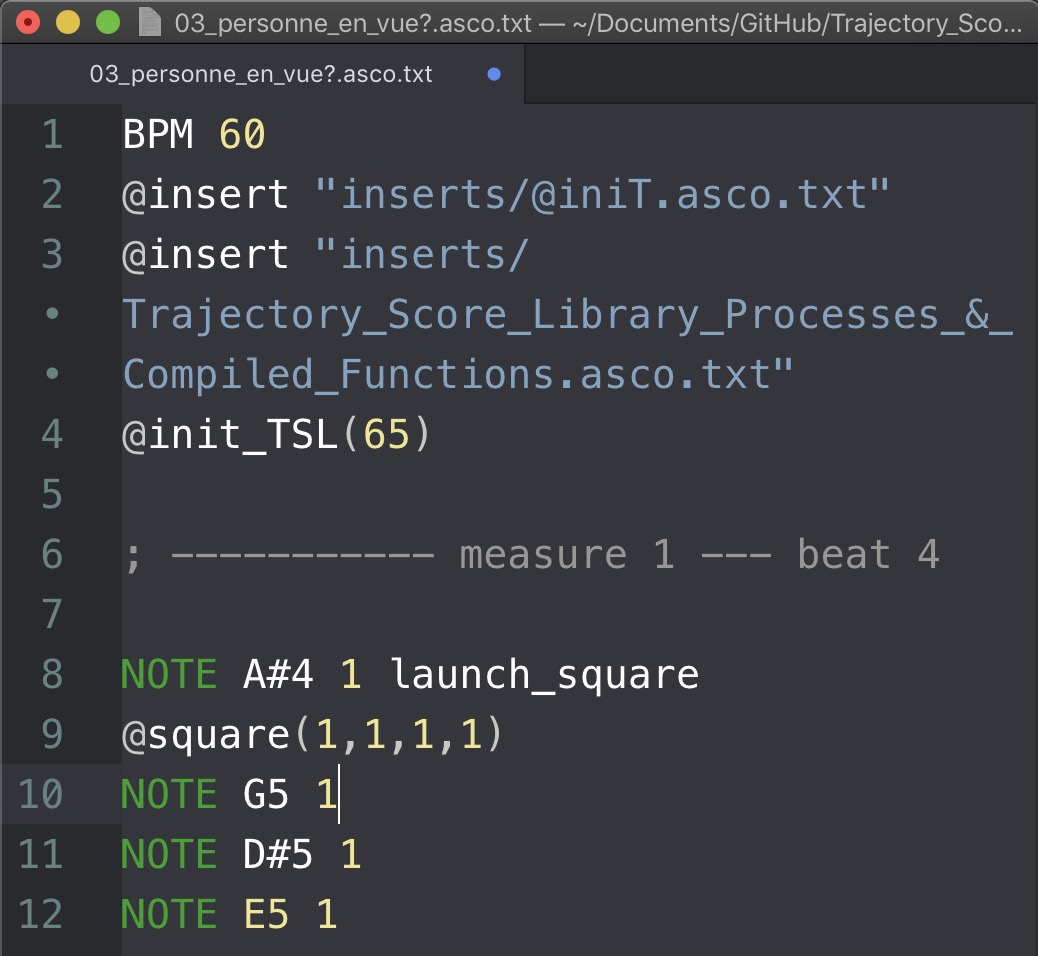 03_personne_en_vue?.asco.txt — ~/Documents/GitHub/Trajectory_Sco...
03_personne_en_vue?.asco.txt
1 BPM 60
2 @insert "inserts/@iniT.asco.txt"
3 @insert "inserts/
• Trajectory_Score_Library_Processes_&_
• Compiled_Functions.asco.txt"
4 @init_TSL(65)
5
6 ; ----------- measure 1 --- beat 4
7
8 NOTE A#4 1 launch_square
9 @square(1,1,1,1)
10 NOTE G5 1
11 NOTE D#5 1
12 NOTE E5 1